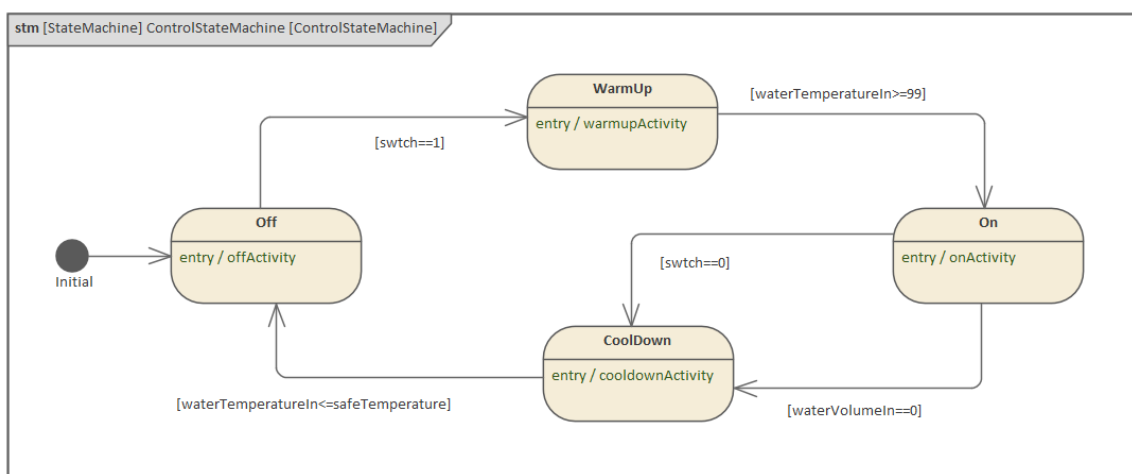 stm [StateMachine] ControlStateMachine [ControlStateMachine]
WarmUp
entry / warmupActivity
[waterTemperatureIn>=99]
[swtch==1]
Off
entry / offActivity
On
entry / onActivity
Initial
[swtch==0]
CoolDown
entry / cooldownActivity
[waterTemperatureIn<=safeTemperature]
[waterVolumeIn==0]